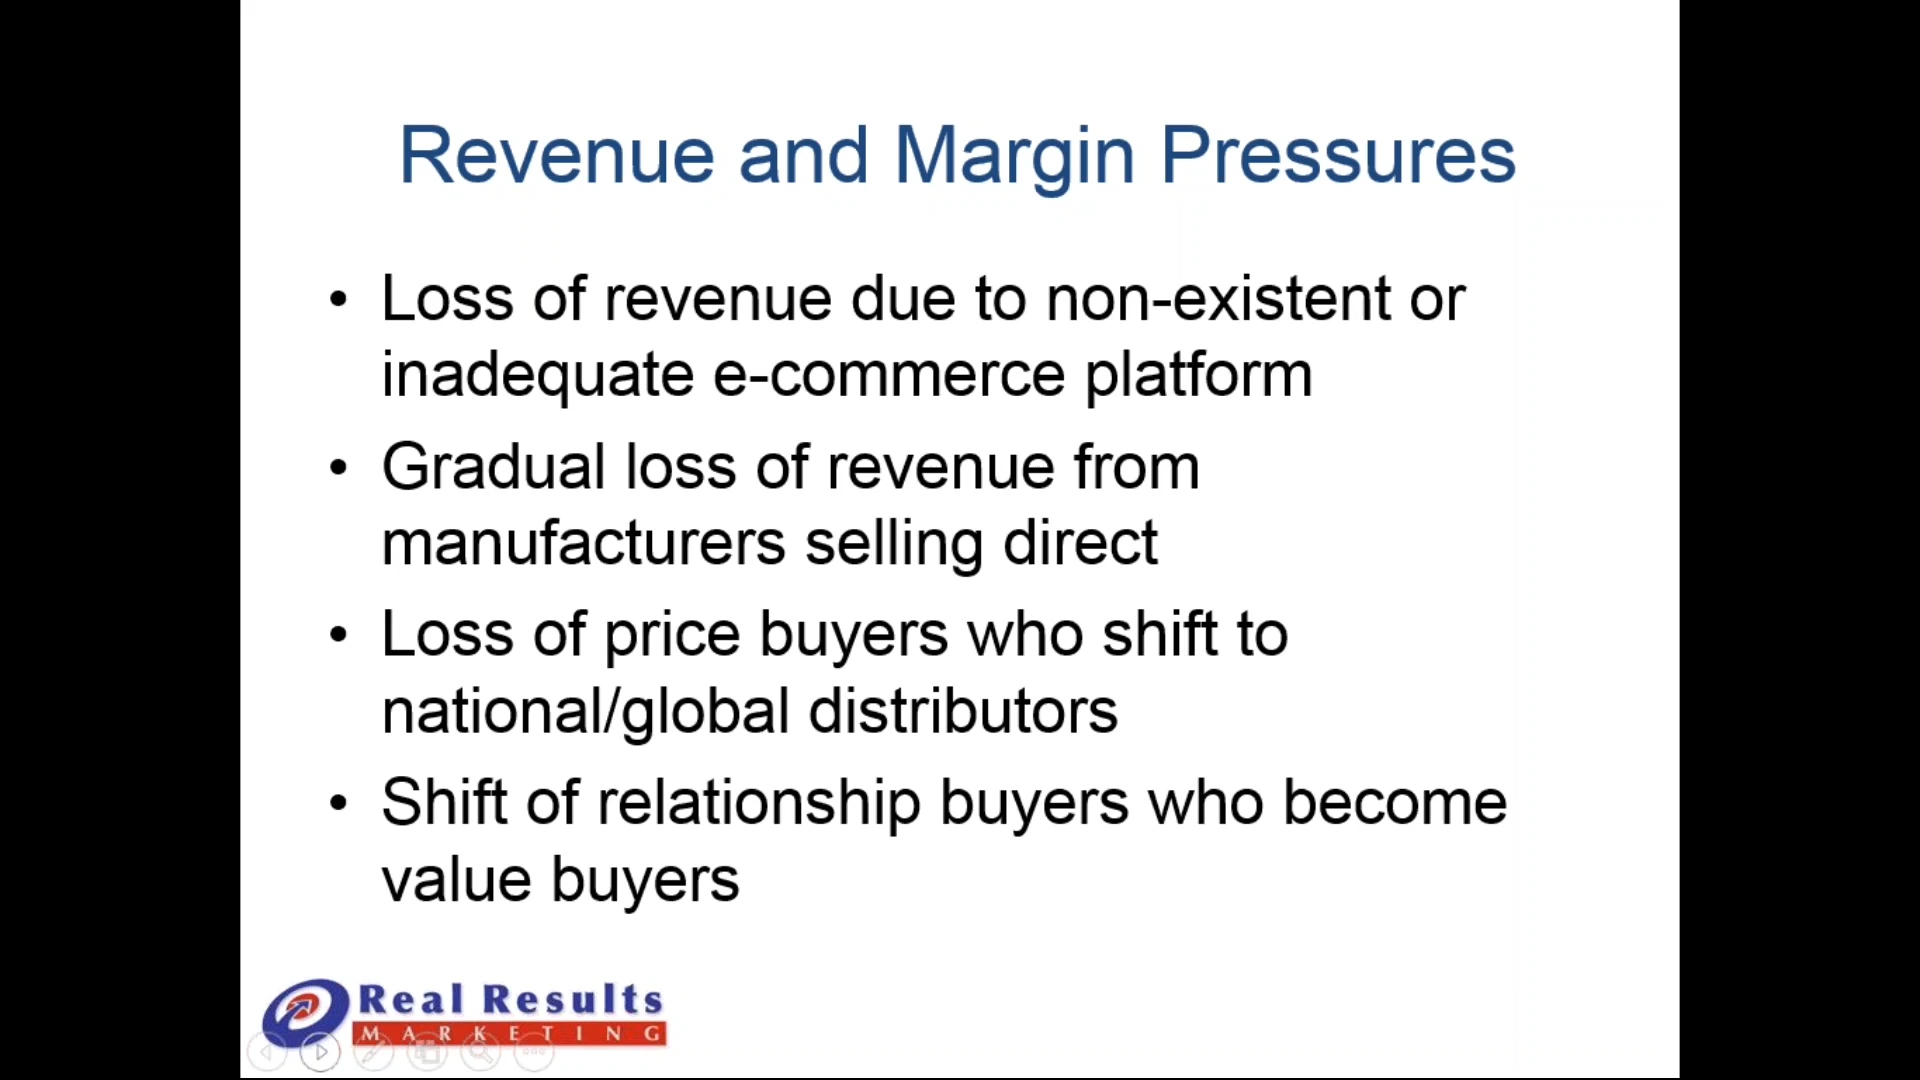 Revenue and Margin Pressures
• Loss of revenue due to non-existent or
inadequate e-commerce platform
• Gradual loss of revenue from
manufacturers selling direct
• Loss of price buyers who shift to
national/global distributors
• Shift of relationship buyers who become
value buyers
Real Results
MARKETING